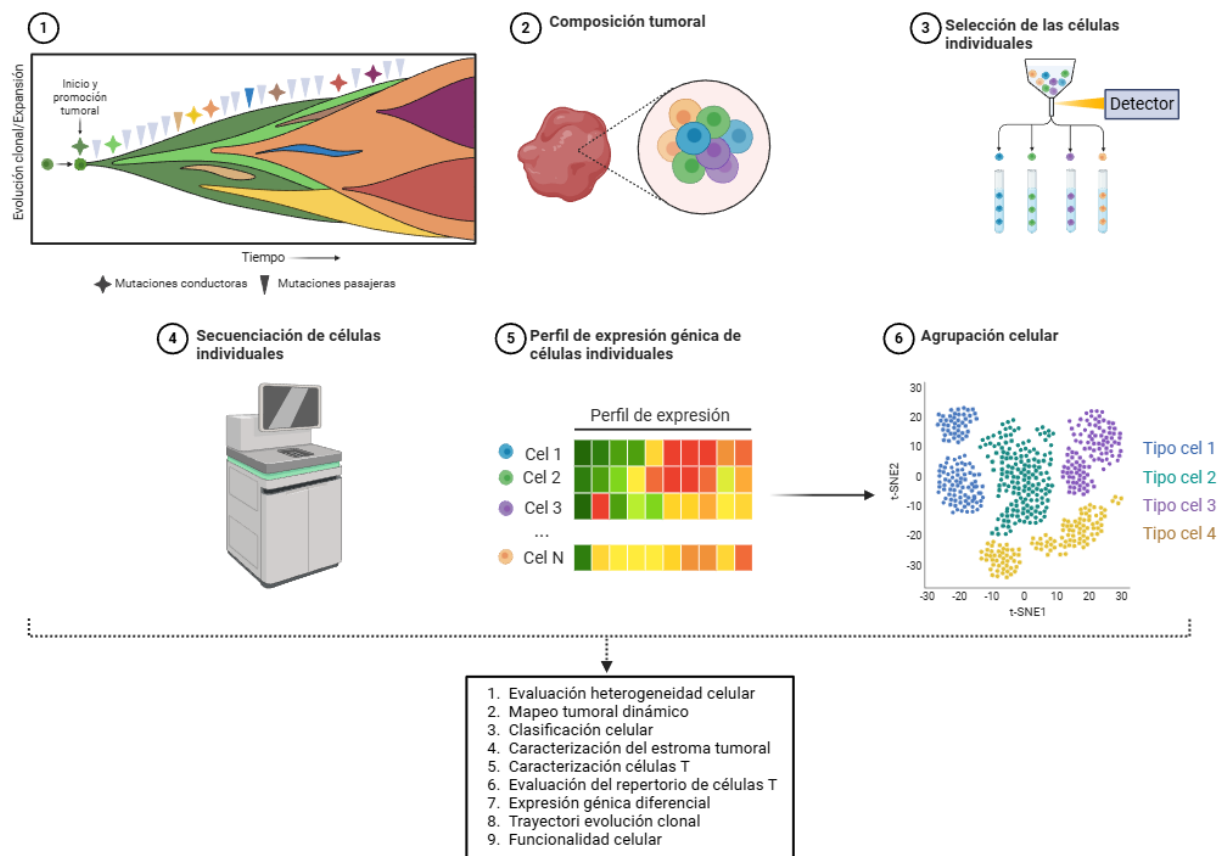 1
Inicio y
promoción
tumoral
Evolución clonal/Expansión
Tiempo
Mutaciones conductoras
Mutaciones pasajeras
2
Composición tumoral
3
Selección de las células
individuales
Detector
4
Secuenciación de células
individuales
5
Perfil de expresión génica de
células individuales
Perfil de expresión
Cel 1
Cel 2
Cel 3
...
Cel N
6
Agrupación celular
30
20
10
0
-10
-20
-30
t-SNE2
-30
-20
-10
0
10
20
30
t-SNE1
Tipo cel 1
Tipo cel 2
Tipo cel 3
Tipo cel 4
1. Evaluación heterogeneidad celular
2. Mapeo tumoral dinámico
3. Clasificación celular
4. Caracterización del estroma tumoral
5. Caracterización células T
6. Evaluación del repertorio de células T
7. Expresión génica diferencial
8. Trayectori evolución clonal
9. Funcionalidad celular